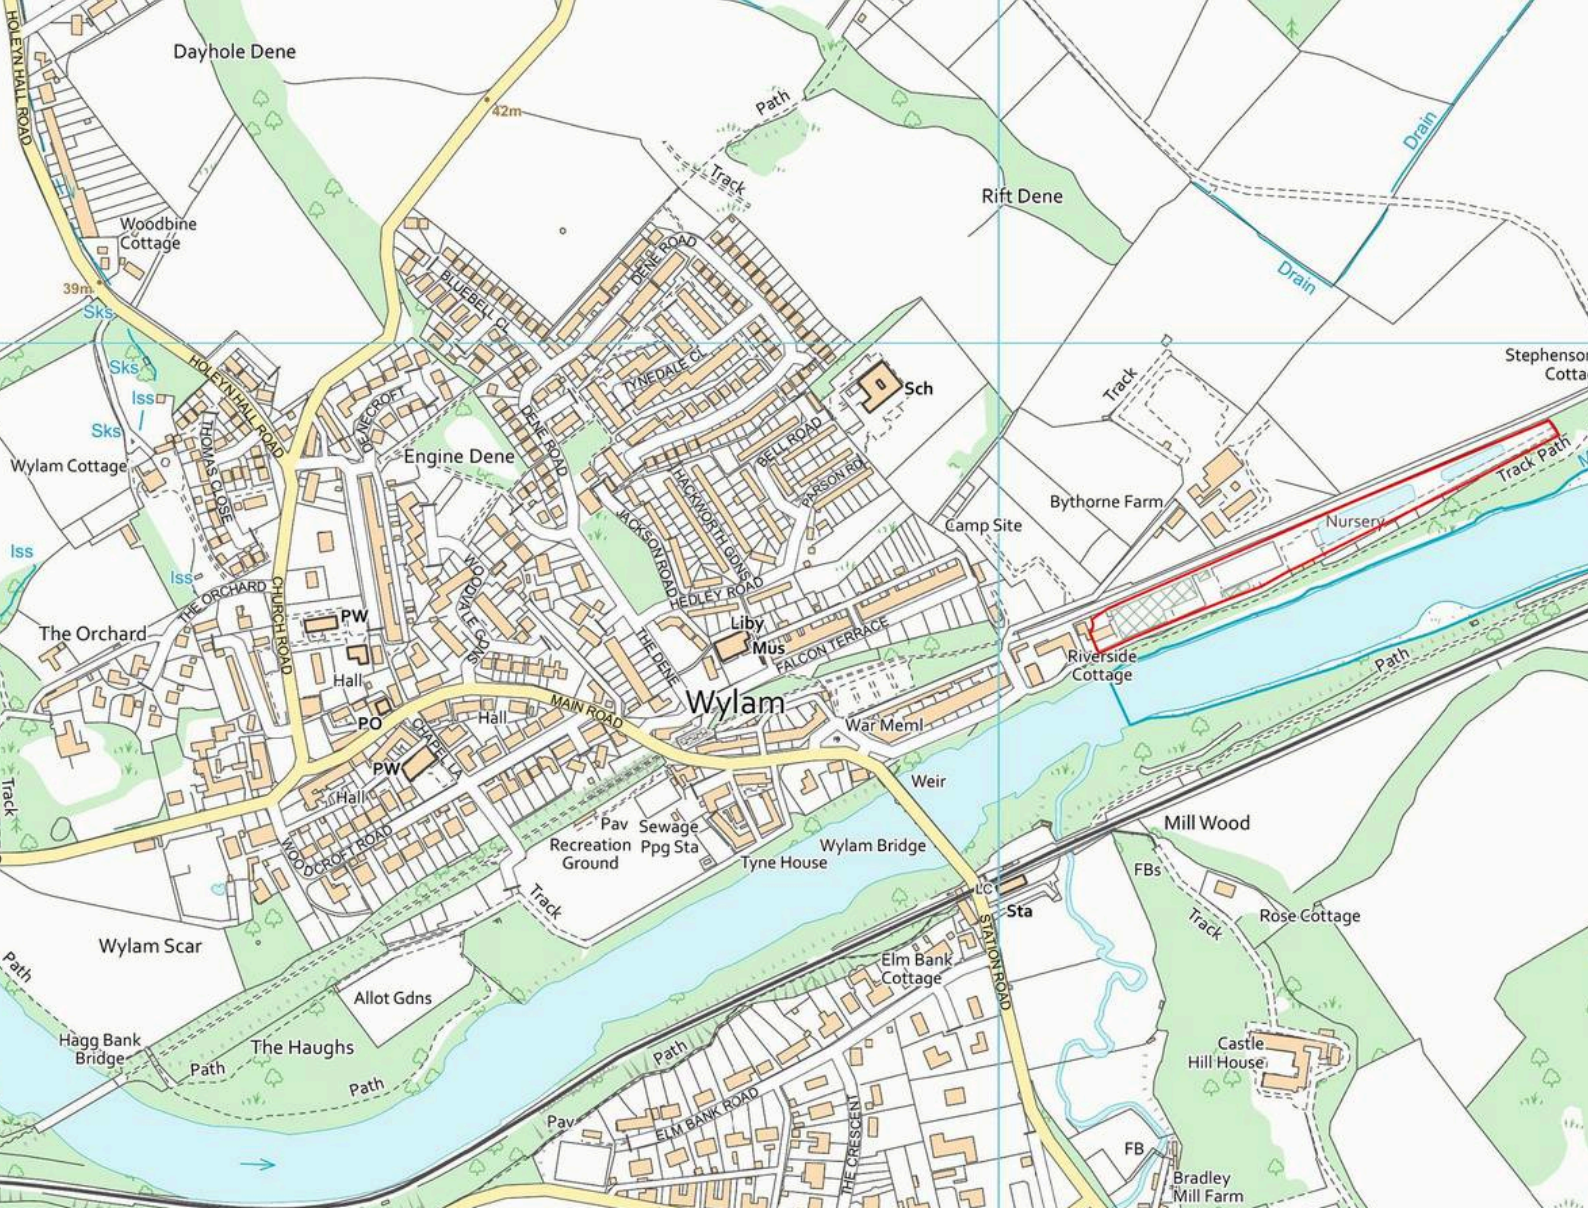 HOLEYN HALL ROAD
Dayhole Dene
42m
Path
Track
Drain
Rift Dene
Woodbine
Cottage
39m
Sks
DENE ROAD
BLUEBELL CL
Drain
Sks
Iss
Sks
HOLEYN HALL ROAD
TYNEDALE CL
Sch
Track
Wylam Cottage
THOMAS CLOSE
DENECROFT
Engine Dene
DENE ROAD
BELL ROAD
PARSON RD
HACKWORTH GDNS
JACKSON ROAD
Camp Site
Bythorne Farm
Nursery
Track Path
Iss
Iss
THE ORCHARD
CHURCH ROAD
WOODVALE GDNS
HEDLEY ROAD
The Orchard
PW
Hall
THE DENE
Liby
Mus
FALCON TERRACE
Riverside
Cottage
Path
PO
Hall
MAIN ROAD
Wylam
War Meml
LH
PW
Hall
WOODCROFT ROAD
Track
Pav
Recreation
Ground
Sewage
Ppg Sta
Tyne House
Wylam Bridge
Weir
Mill Wood
FBs
LC
Sta
STATION ROAD
Track
Rose Cottage
Track
Wylam Scar
Path
Allot Gdns
Elm Bank
Cottage
Hagg Bank
Bridge
Path
The Haughs
Path
Path
Castle
Hill House
Pav
ELM BANK ROAD
THE CRESCENT
FB
Bradley
Mill Farm